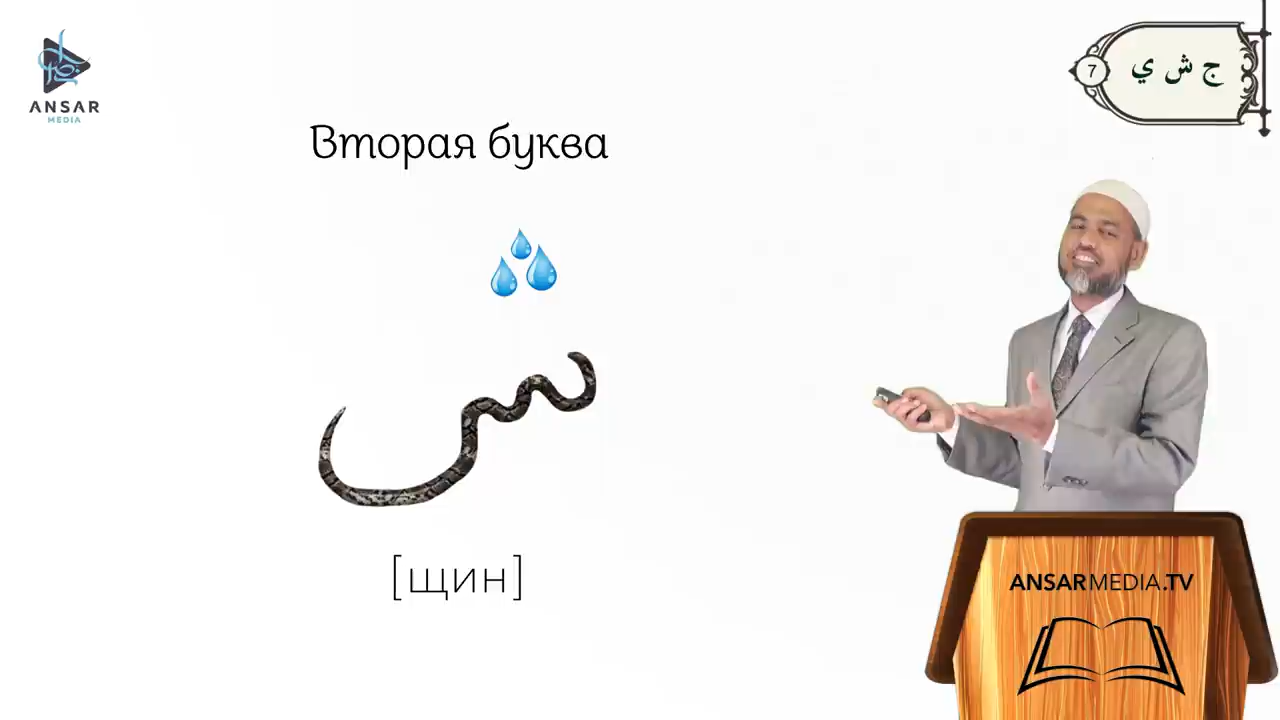 ANSAR
MEDIA
7
ج ش ي
Вторая буква
[щин]
ANSARMEDIA.TV